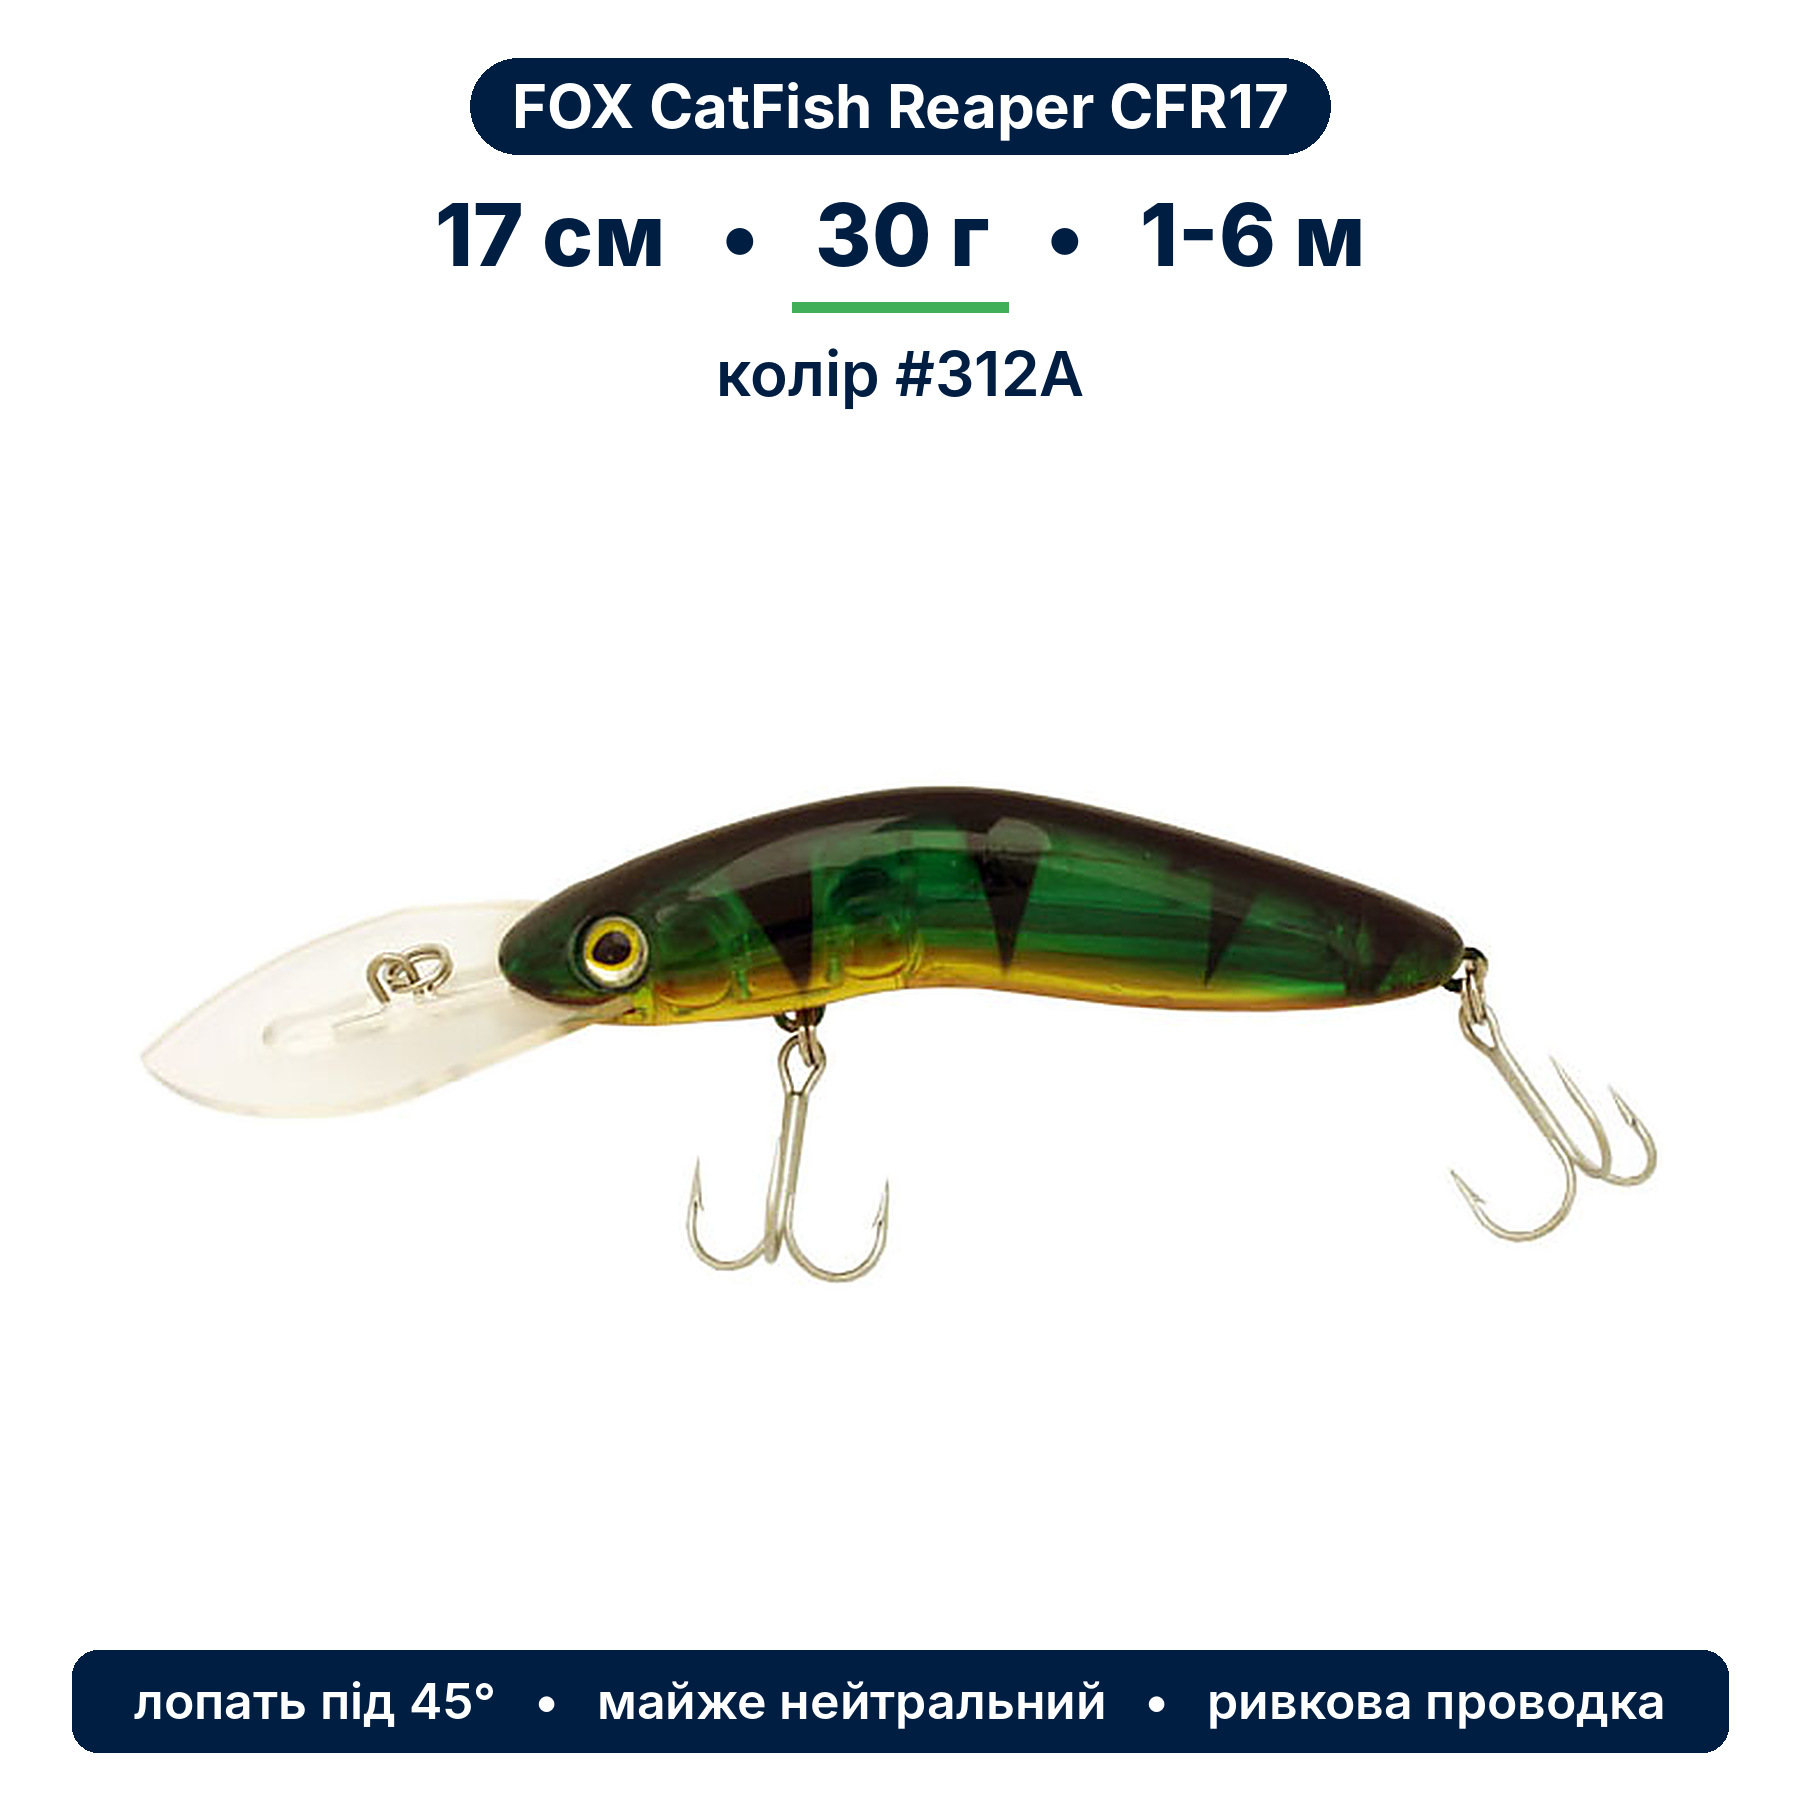 FOX CatFish Reaper CFR17
17 см • 30 г • 1-6 м
колір #312A
лопать під 45° • майже нейтральний • ривкова проводка